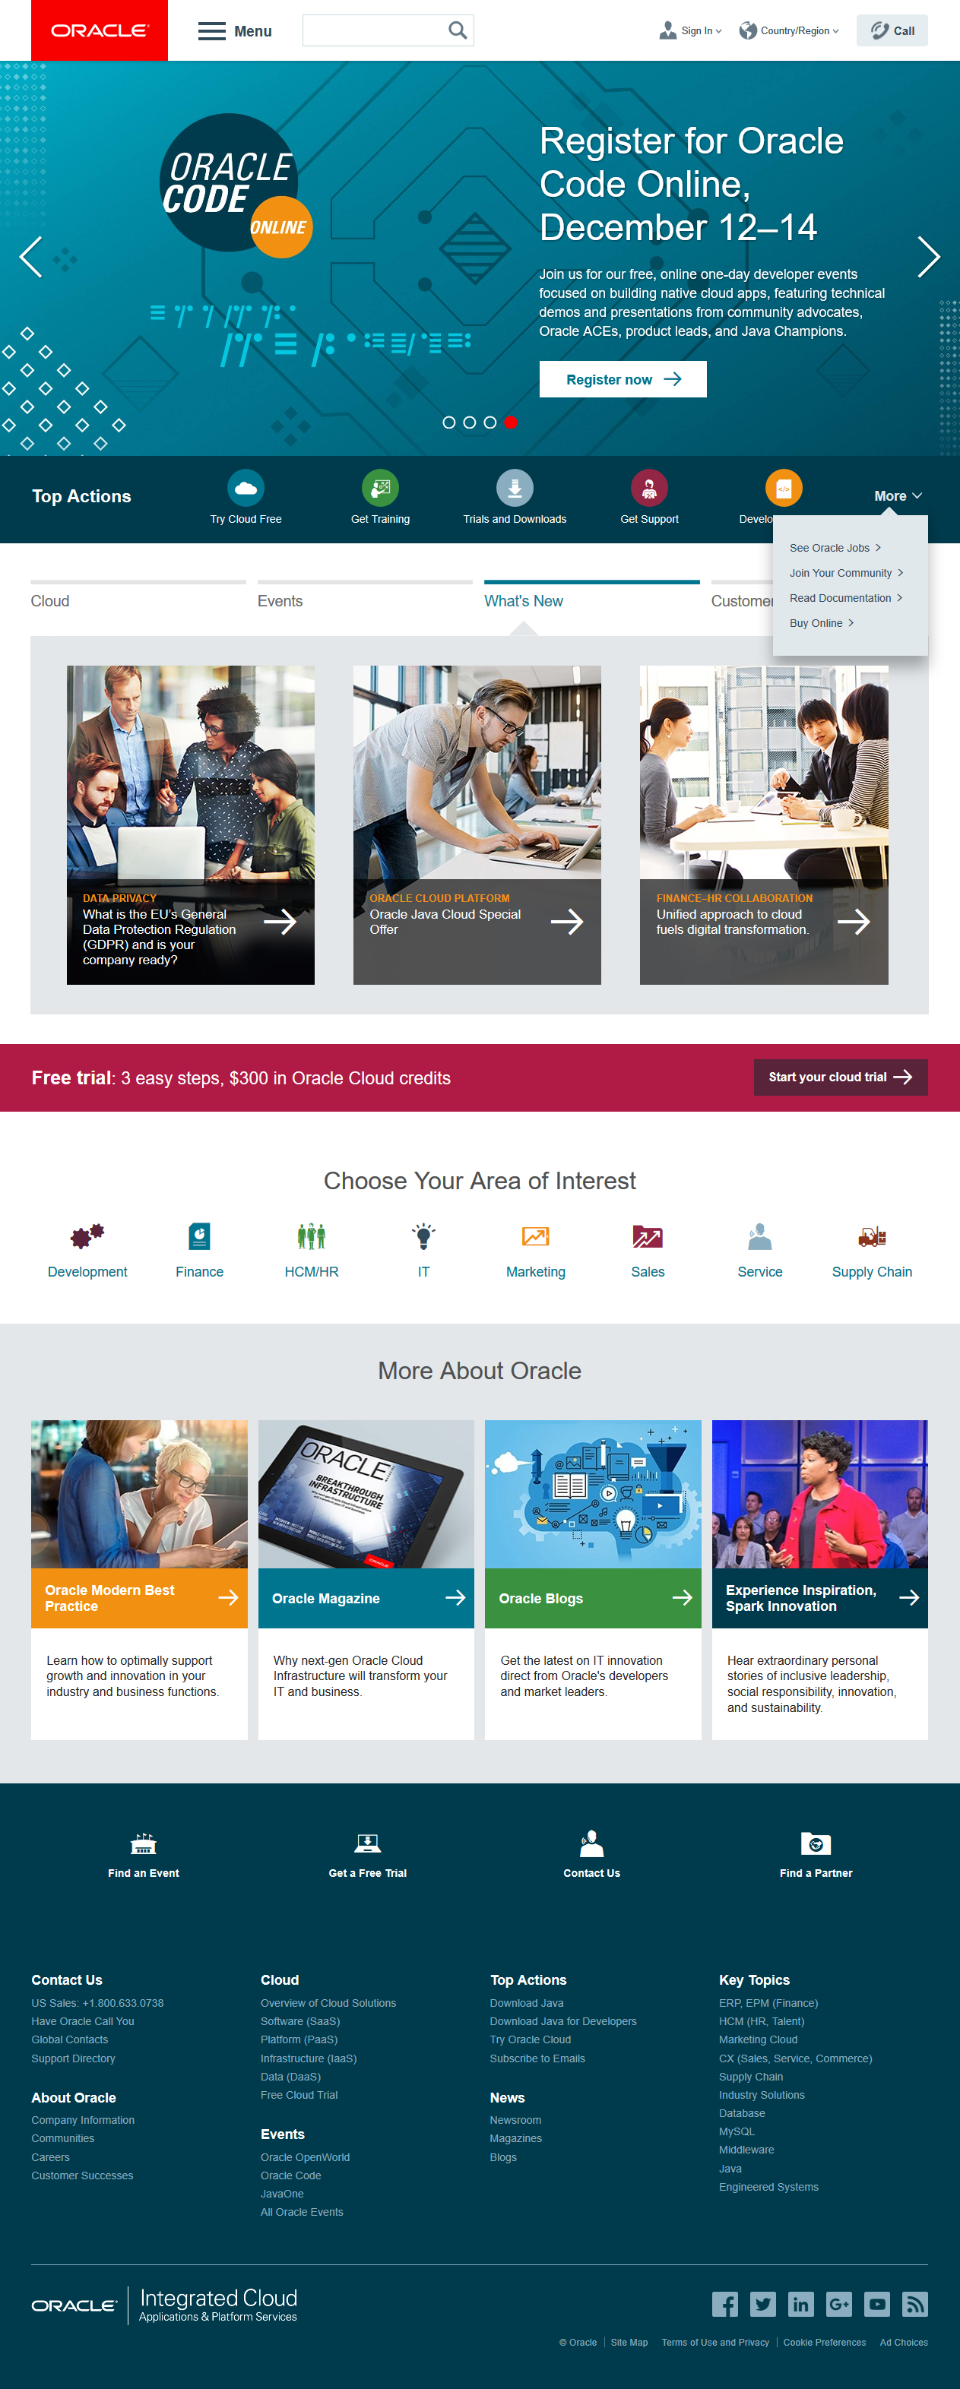 ORACLE
Menu
Sign In
Country/Region
Call
ORACLE
CODE
ONLINE
Register for Oracle
Code Online,
December 12–14
Join us for our free, online one-day developer events
focused on building native cloud apps, featuring technical
demos and presentations from community advocates,
Oracle ACEs, product leads, and Java Champions.
Register now
Top Actions
Try Cloud Free
Get Training
Trials and Downloads
Get Support
Develo
More
See Oracle Jobs
Join Your Community
Read Documentation
Buy Online
Cloud
Events
What's New
Custome
DATA PRIVACY
What is the EU's General
Data Protection Regulation
(GDPR) and is your
company ready?
ORACLE CLOUD PLATFORM
Oracle Java Cloud Special
Offer
FINANCE–HR COLLABORATION
Unified approach to cloud
fuels digital transformation.
Free trial: 3 easy steps, $300 in Oracle Cloud credits
Start your cloud trial
Choose Your Area of Interest
Development
Finance
HCM/HR
IT
Marketing
Sales
Service
Supply Chain
More About Oracle
ORACLE
BREAKTHROUGH
INFRASTRUCTURE
Oracle Modern Best
Practice
Learn how to optimally support
growth and innovation in your
industry and business functions.
Oracle Magazine
Why next-gen Oracle Cloud
Infrastructure will transform your
IT and business.
Oracle Blogs
Get the latest on IT innovation
direct from Oracle's developers
and market leaders.
Experience Inspiration,
Spark Innovation
Hear extraordinary personal
stories of inclusive leadership,
social responsibility, innovation,
and sustainability.
Find an Event
Get a Free Trial
Contact Us
Find a Partner
Contact Us
US Sales: +1.800.633.0738
Have Oracle Call You
Global Contacts
Support Directory
About Oracle
Company Information
Communities
Careers
Customer Successes
Cloud
Overview of Cloud Solutions
Software (SaaS)
Platform (PaaS)
Infrastructure (IaaS)
Data (DaaS)
Free Cloud Trial
Events
Oracle OpenWorld
Oracle Code
JavaOne
All Oracle Events
Top Actions
Download Java
Download Java for Developers
Try Oracle Cloud
Subscribe to Emails
News
Newsroom
Magazines
Blogs
Key Topics
ERP, EPM (Finance)
HCM (HR, Talent)
Marketing Cloud
CX (Sales, Service, Commerce)
Supply Chain
Industry Solutions
Database
MySQL
Middleware
Java
Engineered Systems
ORACLE
Integrated Cloud
Applications & Platform Services
© Oracle
Site Map
Terms of Use and Privacy
Cookie Preferences
Ad Choices